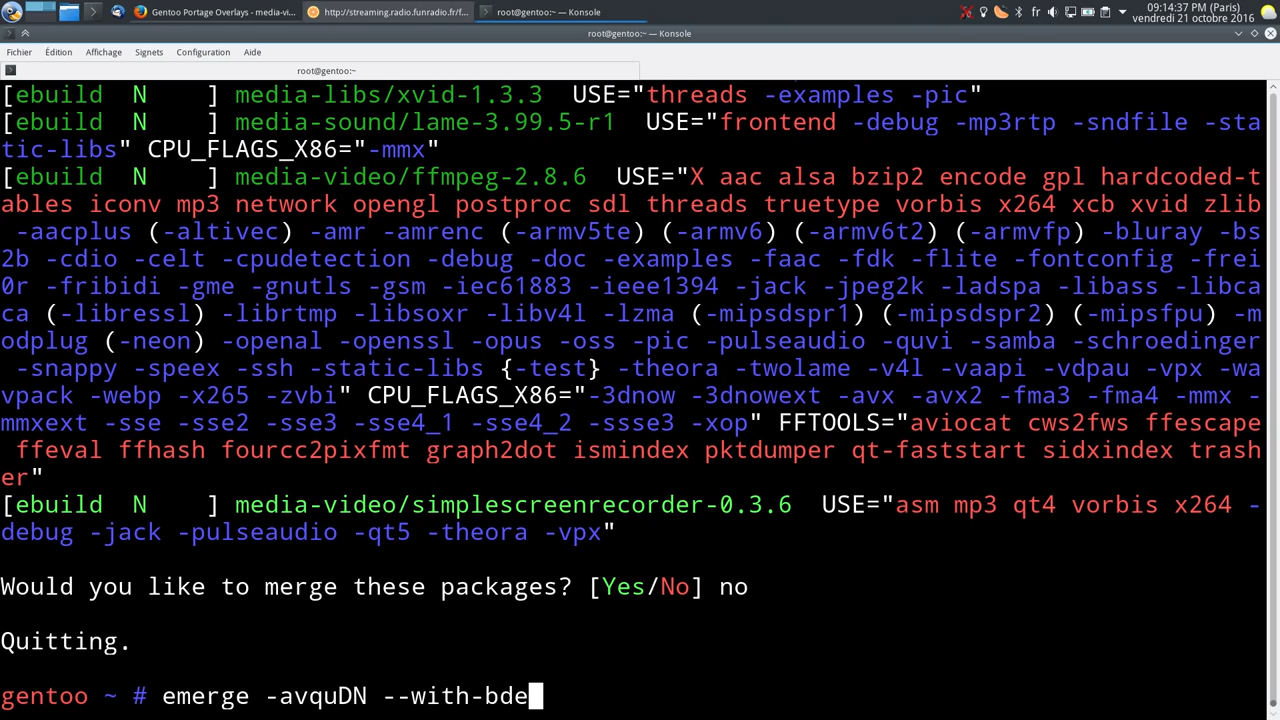 Gentoo Portage Overlays - media-vi...
http://streaming.radio.funradio.fr/f...
root@gentoo:~ — Konsole
fr
09:14:37 PM (Paris)
vendredi 21 octobre 2016
root@gentoo:~ — Konsole
Fichier Édition Affichage Signets Configuration Aide
root@gentoo:~
[ebuild  N     ] media-libs/xvid-1.3.3  USE="threads -examples -pic"
[ebuild  N     ] media-sound/lame-3.99.5-r1  USE="frontend -debug -mp3rtp -sndfile -sta
tic-libs" CPU_FLAGS_X86="-mmx"
[ebuild  N     ] media-video/ffmpeg-2.8.6  USE="X aac alsa bzip2 encode gpl hardcoded-t
ables iconv mp3 network opengl postproc sdl threads truetype vorbis x264 xcb xvid zlib
-aacplus (-altivec) -amr -amrenc (-armv5te) (-armv6) (-armv6t2) (-armvfp) -bluray -bs
2b -cdio -celt -cpudetection -debug -doc -examples -faac -fdk -flite -fontconfig -frei
0r -fribidi -gme -gnutls -gsm -iec61883 -ieee1394 -jack -jpeg2k -ladspa -libass -libca
ca (-libressl) -librtmp -libsoxr -libv4l -lzma (-mipsdspr1) (-mipsdspr2) (-mipsfpu) -m
odplug (-neon) -openal -openssl -opus -oss -pic -pulseaudio -quvi -samba -schroedinger
-snappy -speex -ssh -static-libs {-test} -theora -twolame -v4l -vaapi -vdpau -vpx -wa
vpack -webp -x265 -zvbi" CPU_FLAGS_X86="-3dnow -3dnowext -avx -avx2 -fma3 -fma4 -mmx -
mmxext -sse -sse2 -sse3 -sse4_1 -sse4_2 -ssse3 -xop" FFTOOLS="aviocat cws2fws ffescape
ffeval ffhash fourcc2pixfmt graph2dot ismindex pktdumper qt-faststart sidxindex trash
er"
[ebuild  N     ] media-video/simplescreenrecorder-0.3.6  USE="asm mp3 qt4 vorbis x264 -
debug -jack -pulseaudio -qt5 -theora -vpx"
Would you like to merge these packages? [Yes/No] no
Quitting.
gentoo ~ # emerge -avquDN --with-bde